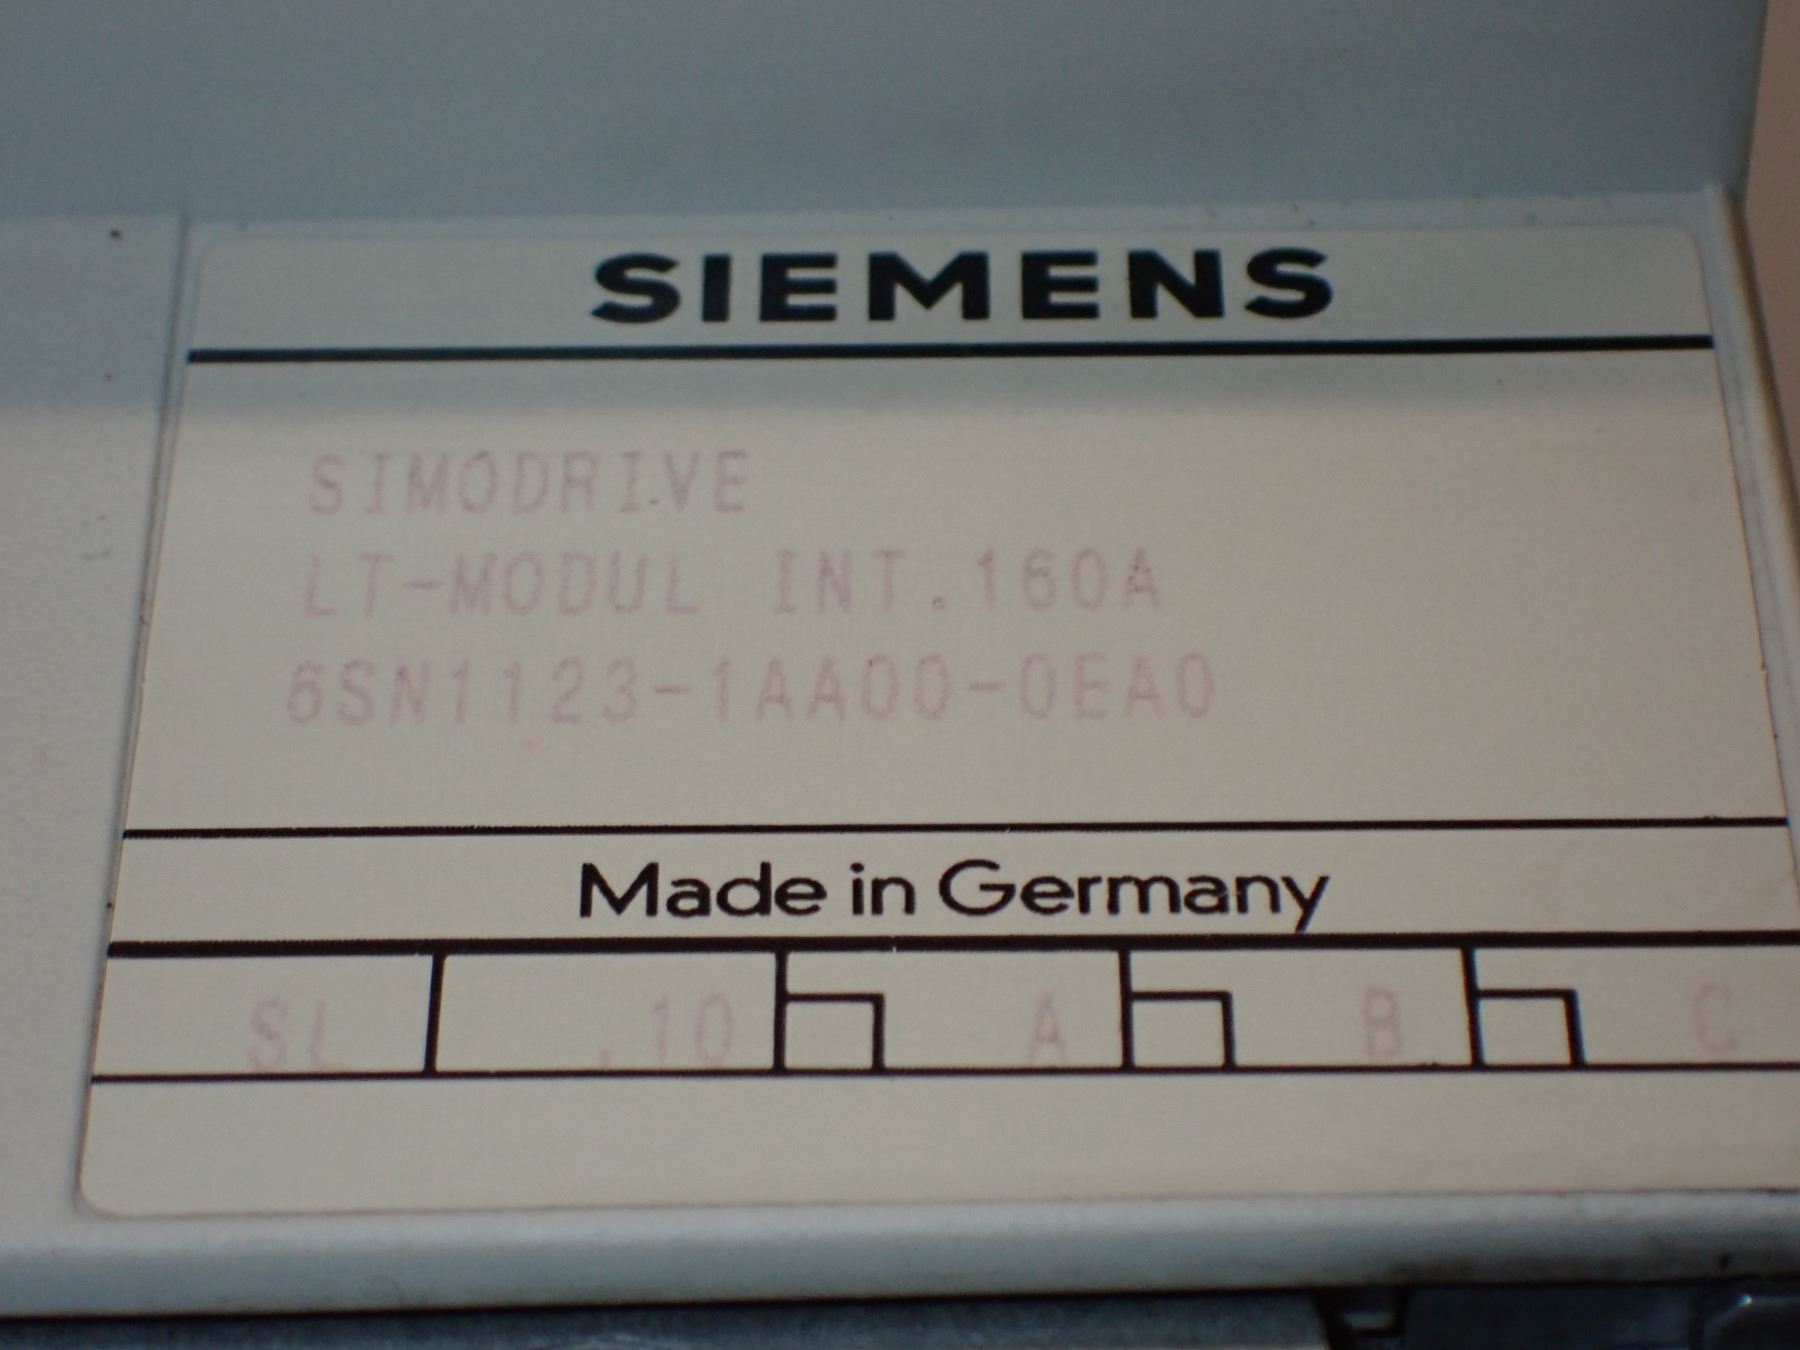 SIEMENS
SIMODRIVE
LT-MODUL INT.160A
6SN1123-1AA00-0EA0
Made in Germany
SL .10 A B C